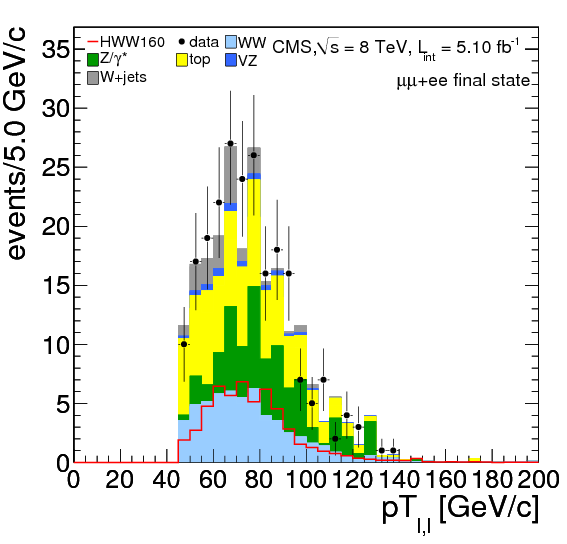 HWW160 data WW
Z/γ* top VZ
W+jets
CMS,√s = 8 TeV, L_int = 5.10 fb⁻¹
μμ+ee final state
events/5.0 GeV/c
35
30
25
20
15
10
5
0
0 20 40 60 80 100 120 140 160 180 200
pT_l,l [GeV/c]